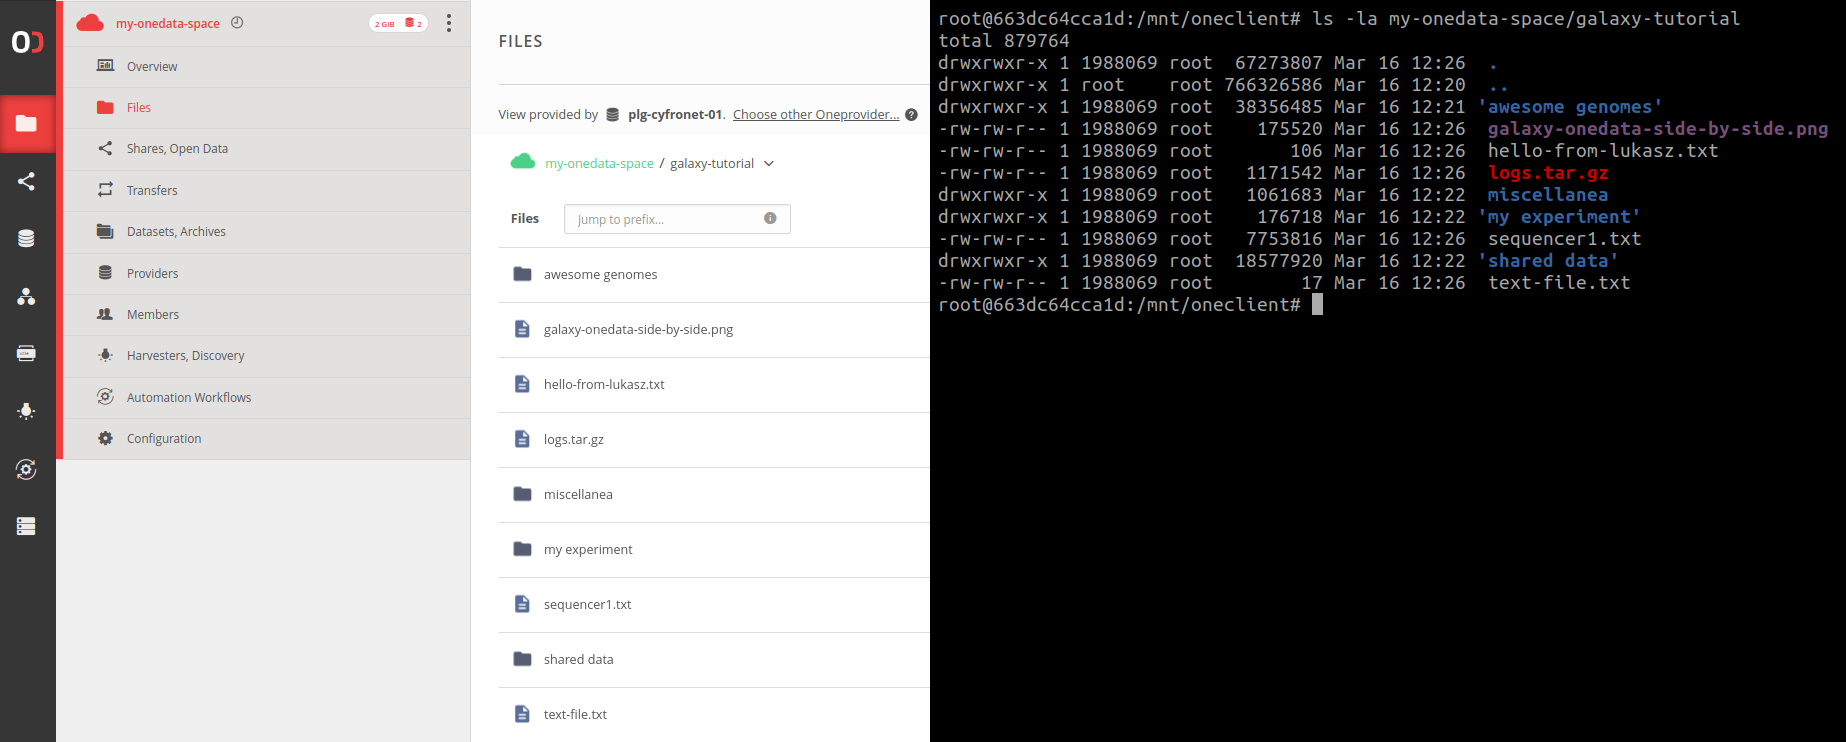 my-onedata-space
2 GiB 2
Overview
Files
Shares, Open Data
Transfers
Datasets, Archives
Providers
Members
Harvesters, Discovery
Automation Workflows
Configuration
FILES
View provided by plg-cyfronet-01. Choose other Oneprovider...
my-onedata-space / galaxy-tutorial
Files Jump to prefix...
awesome genomes
galaxy-onedata-side-by-side.png
hello-from-lukasz.txt
logs.tar.gz
miscellanea
my experiment
sequencer1.txt
shared data
text-file.txt
root@663dc64cca1d:/mnt/oneclient# ls -la my-onedata-space/galaxy-tutorial
total 879764
drwxrwxr-x 1 1988069 root  67273807 Mar 16 12:26  .
drwxrwxr-x 1 root    root 766326586 Mar 16 12:20  ..
drwxrwxr-x 1 1988069 root  38356485 Mar 16 12:21 'awesome genomes'
-rw-rw-r-- 1 1988069 root    175520 Mar 16 12:26  galaxy-onedata-side-by-side.png
-rw-rw-r-- 1 1988069 root       106 Mar 16 12:26  hello-from-lukasz.txt
-rw-rw-r-- 1 1988069 root   1171542 Mar 16 12:26  logs.tar.gz
drwxrwxr-x 1 1988069 root   1061683 Mar 16 12:22  miscellanea
drwxrwxr-x 1 1988069 root    176718 Mar 16 12:22 'my experiment'
-rw-rw-r-- 1 1988069 root   7753816 Mar 16 12:26  sequencer1.txt
drwxrwxr-x 1 1988069 root  18577920 Mar 16 12:22 'shared data'
-rw-rw-r-- 1 1988069 root        17 Mar 16 12:26  text-file.txt
root@663dc64cca1d:/mnt/oneclient#